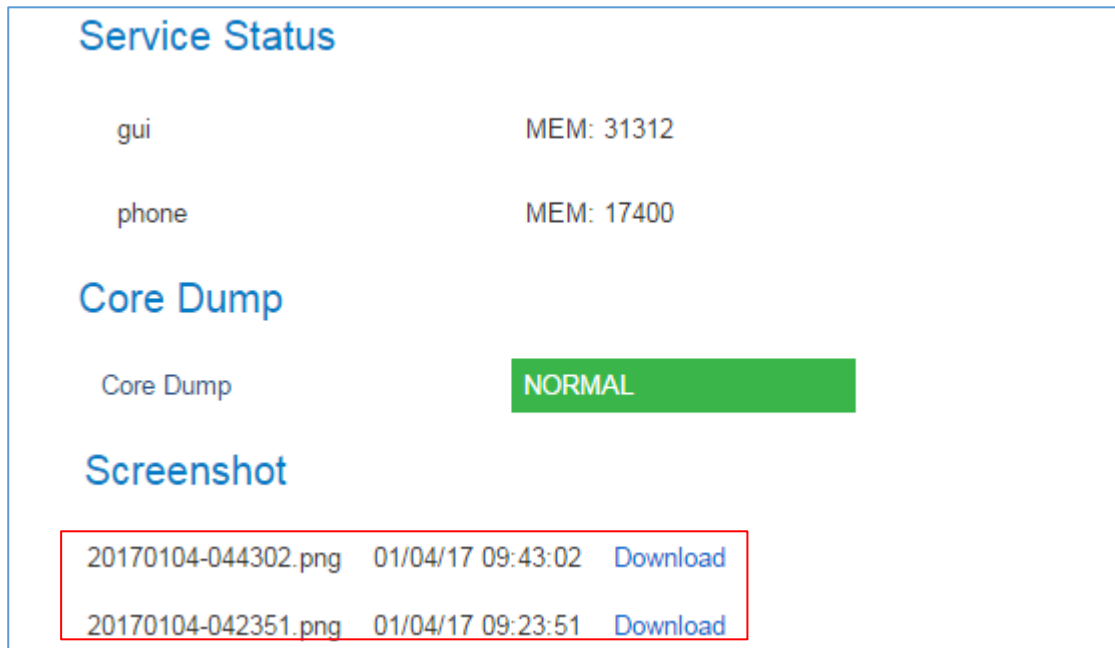 Service Status
gui MEM: 31312
phone MEM: 17400
Core Dump
Core Dump NORMAL
Screenshot
20170104-044302.png 01/04/17 09:43:02 Download
20170104-042351.png 01/04/17 09:23:51 Download